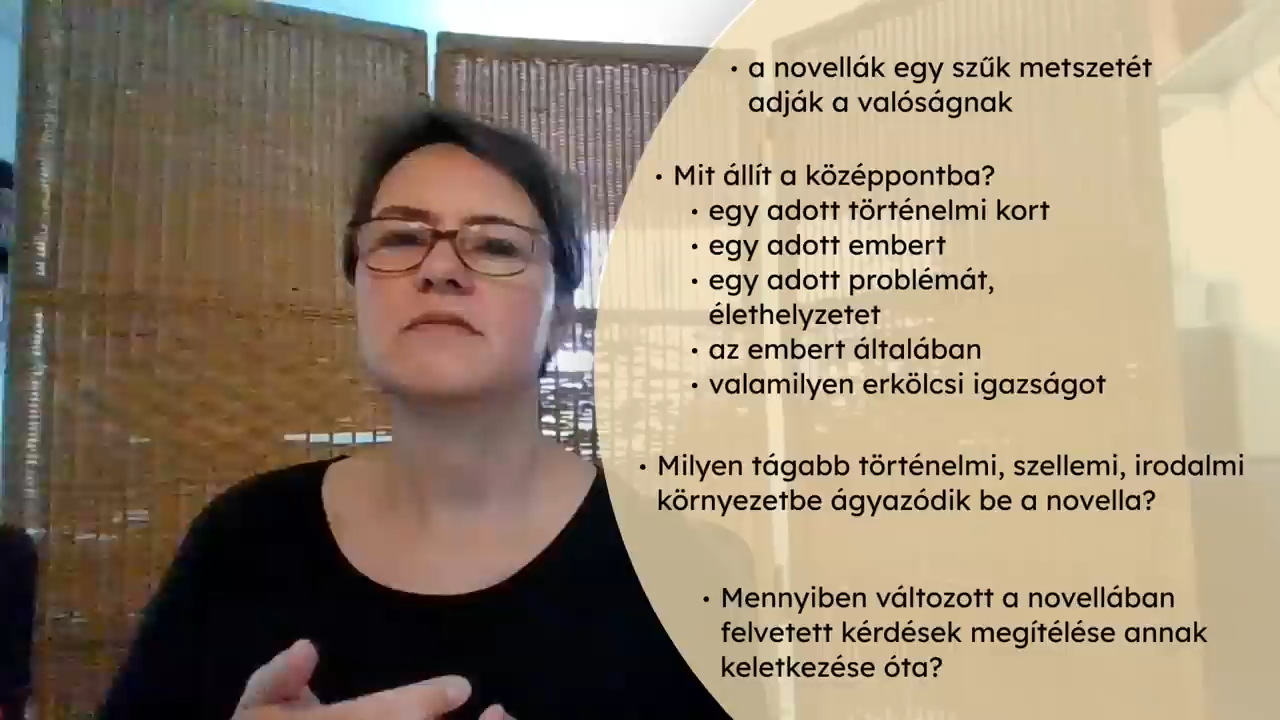 • a novellák egy szűk metszetét
adják a valóságnak
• Mit állít a középpontba?
• egy adott történelmi kort
• egy adott embert
• egy adott problémát,
élethelyzetet
• az embert általában
• valamilyen erkölcsi igazságot
• Milyen tágabb történelmi, szellemi, irodalmi
környezetbe ágyazódik be a novella?
• Mennyiben változott a novellában
felvetett kérdések megítélése annak
keletkezése óta?